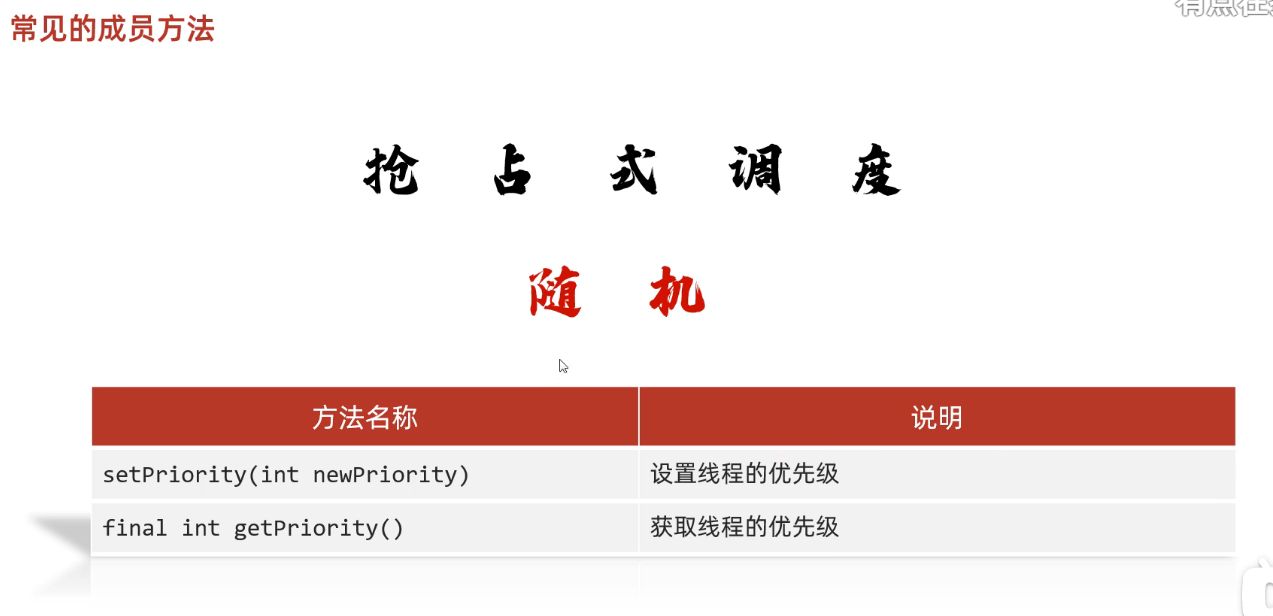 常见的成员方法
抢占式调度
随机
方法名称 说明
setPriority(int newPriority) 设置线程的优先级
final int getPriority() 获取线程的优先级